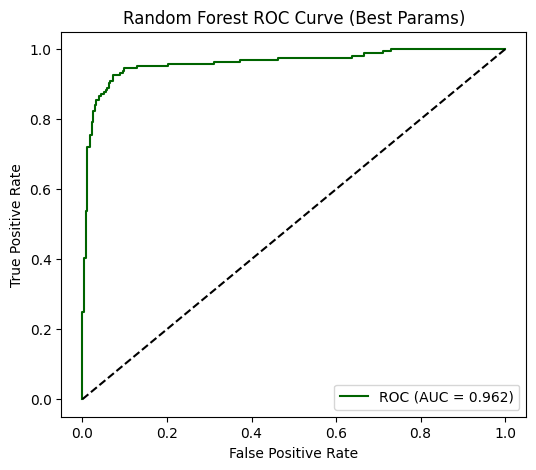 Random Forest ROC Curve (Best Params)
1.0
0.8
0.6
0.4
0.2
0.0
True Positive Rate
ROC (AUC = 0.962)
0.0 0.2 0.4 0.6 0.8 1.0
False Positive Rate